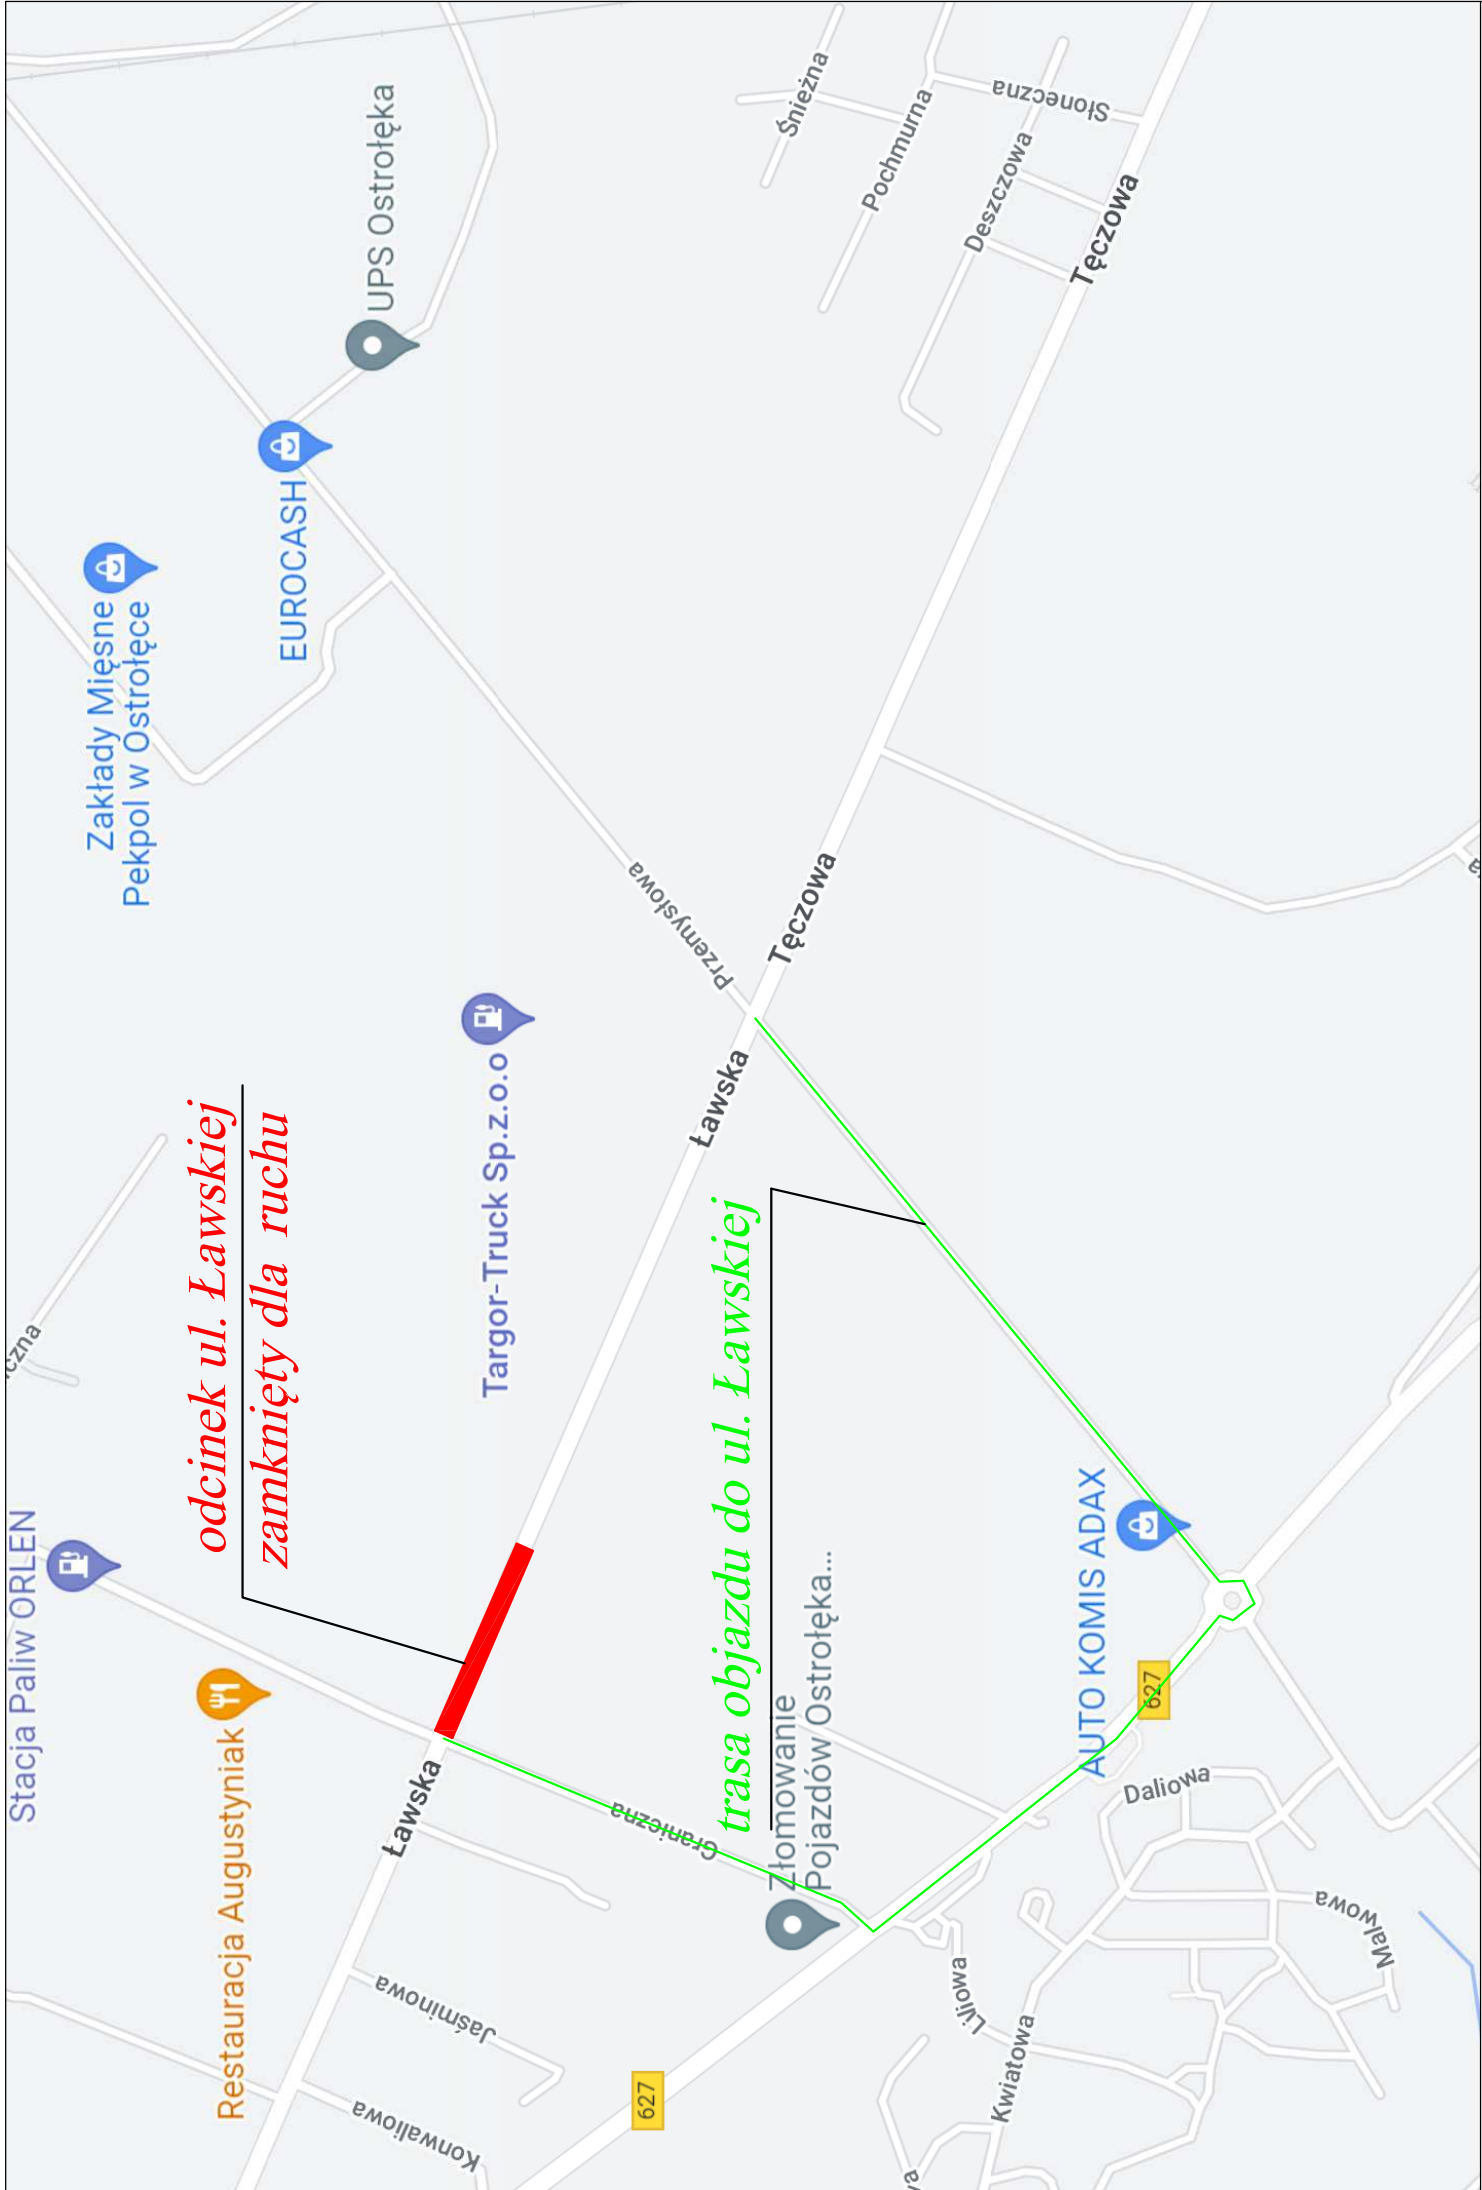 Stacja Paliw ORLEN
Restauracja Augustyniak
odcinek ul. Ławskiej
zamknięty dla ruchu
Zakłady Mięsne
Pekpol w Ostrołęce
EUROCASH
UPS Ostrołęka
Targor-Truck Sp.z.o.o
Ławska
Ławska
Przemysłowa
Tęczowa
Tęczowa
Śnieżna
Pochmurna
Deszczowa
Słoneczna
trasa objazdu do ul. Ławskiej
Graniczna
Złomowanie
Pojazdów Ostrołęka...
AUTO KOMIS ADAX
627
627
Jaśminowa
Konwaliowa
Daliowa
Malwowa
Liliowa
Kwiatowa
czna